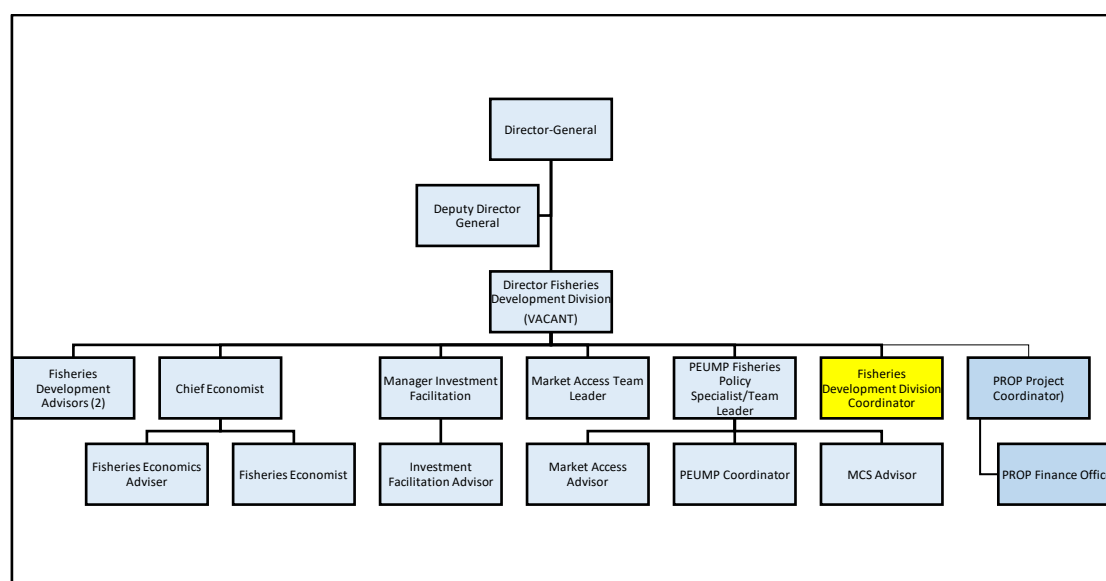 Director-General
Deputy Director
General
Director Fisheries
Development Division
(VACANT)
Fisheries
Development
Advisors (2)
Chief Economist
Manager Investment
Facilitation
Market Access Team
Leader
PEUMP Fisheries
Policy
Specialist/Team
Leader
Fisheries
Development Division
Coordinator
PROP Project
Coordinator)
Fisheries Economics
Adviser
Fisheries Economist
Investment
Facilitation Advisor
Market Access
Advisor
PEUMP Coordinator
MCS Advisor
PROP Finance Offic